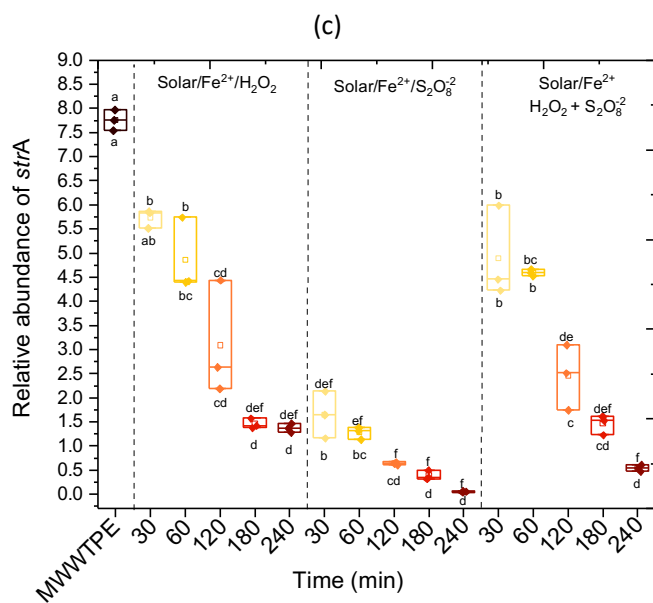 (c)
Relative abundance of strA
9.0
8.5
8.0
7.5
7.0
6.5
6.0
5.5
5.0
4.5
4.0
3.5
3.0
2.5
2.0
1.5
1.0
0.5
0.0
Solar/Fe²⁺/H₂O₂
Solar/Fe²⁺/S₂O₈⁻²
Solar/Fe²⁺
H₂O₂ + S₂O₈⁻²
a
a
b
ab
b
bc
cd
cd
def
d
def
d
def
b
ef
bc
f
cd
f
d
f
d
b
b
bc
b
de
c
def
cd
f
d
MWWTPE 30 60 120 180 240 30 60 120 180 240 30 60 120 180 240
Time (min)